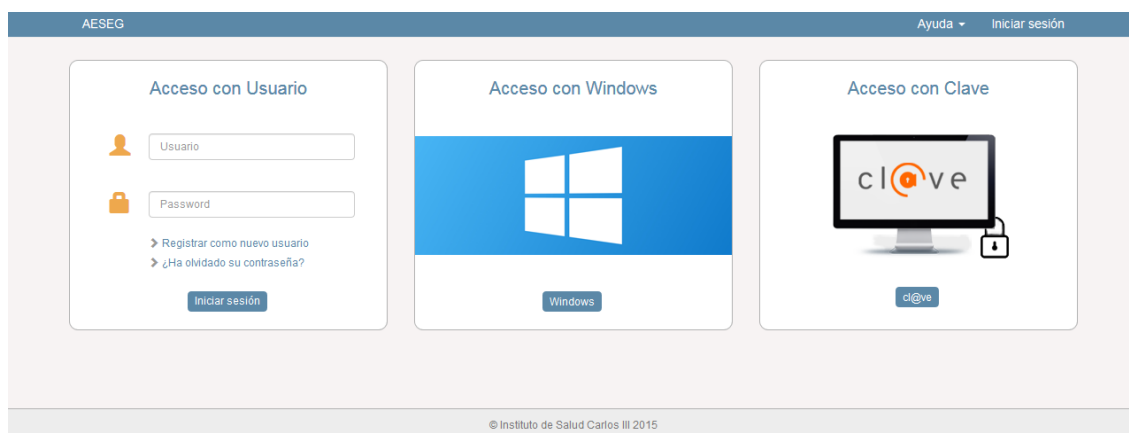 AESEG
Ayuda
Iniciar sesión
Acceso con Usuario
Usuario
Password
Registrar como nuevo usuario
¿Ha olvidado su contraseña?
Iniciar sesión
Acceso con Windows
Windows
Acceso con Clave
cl@ve
cl@ve
© Instituto de Salud Carlos III 2015